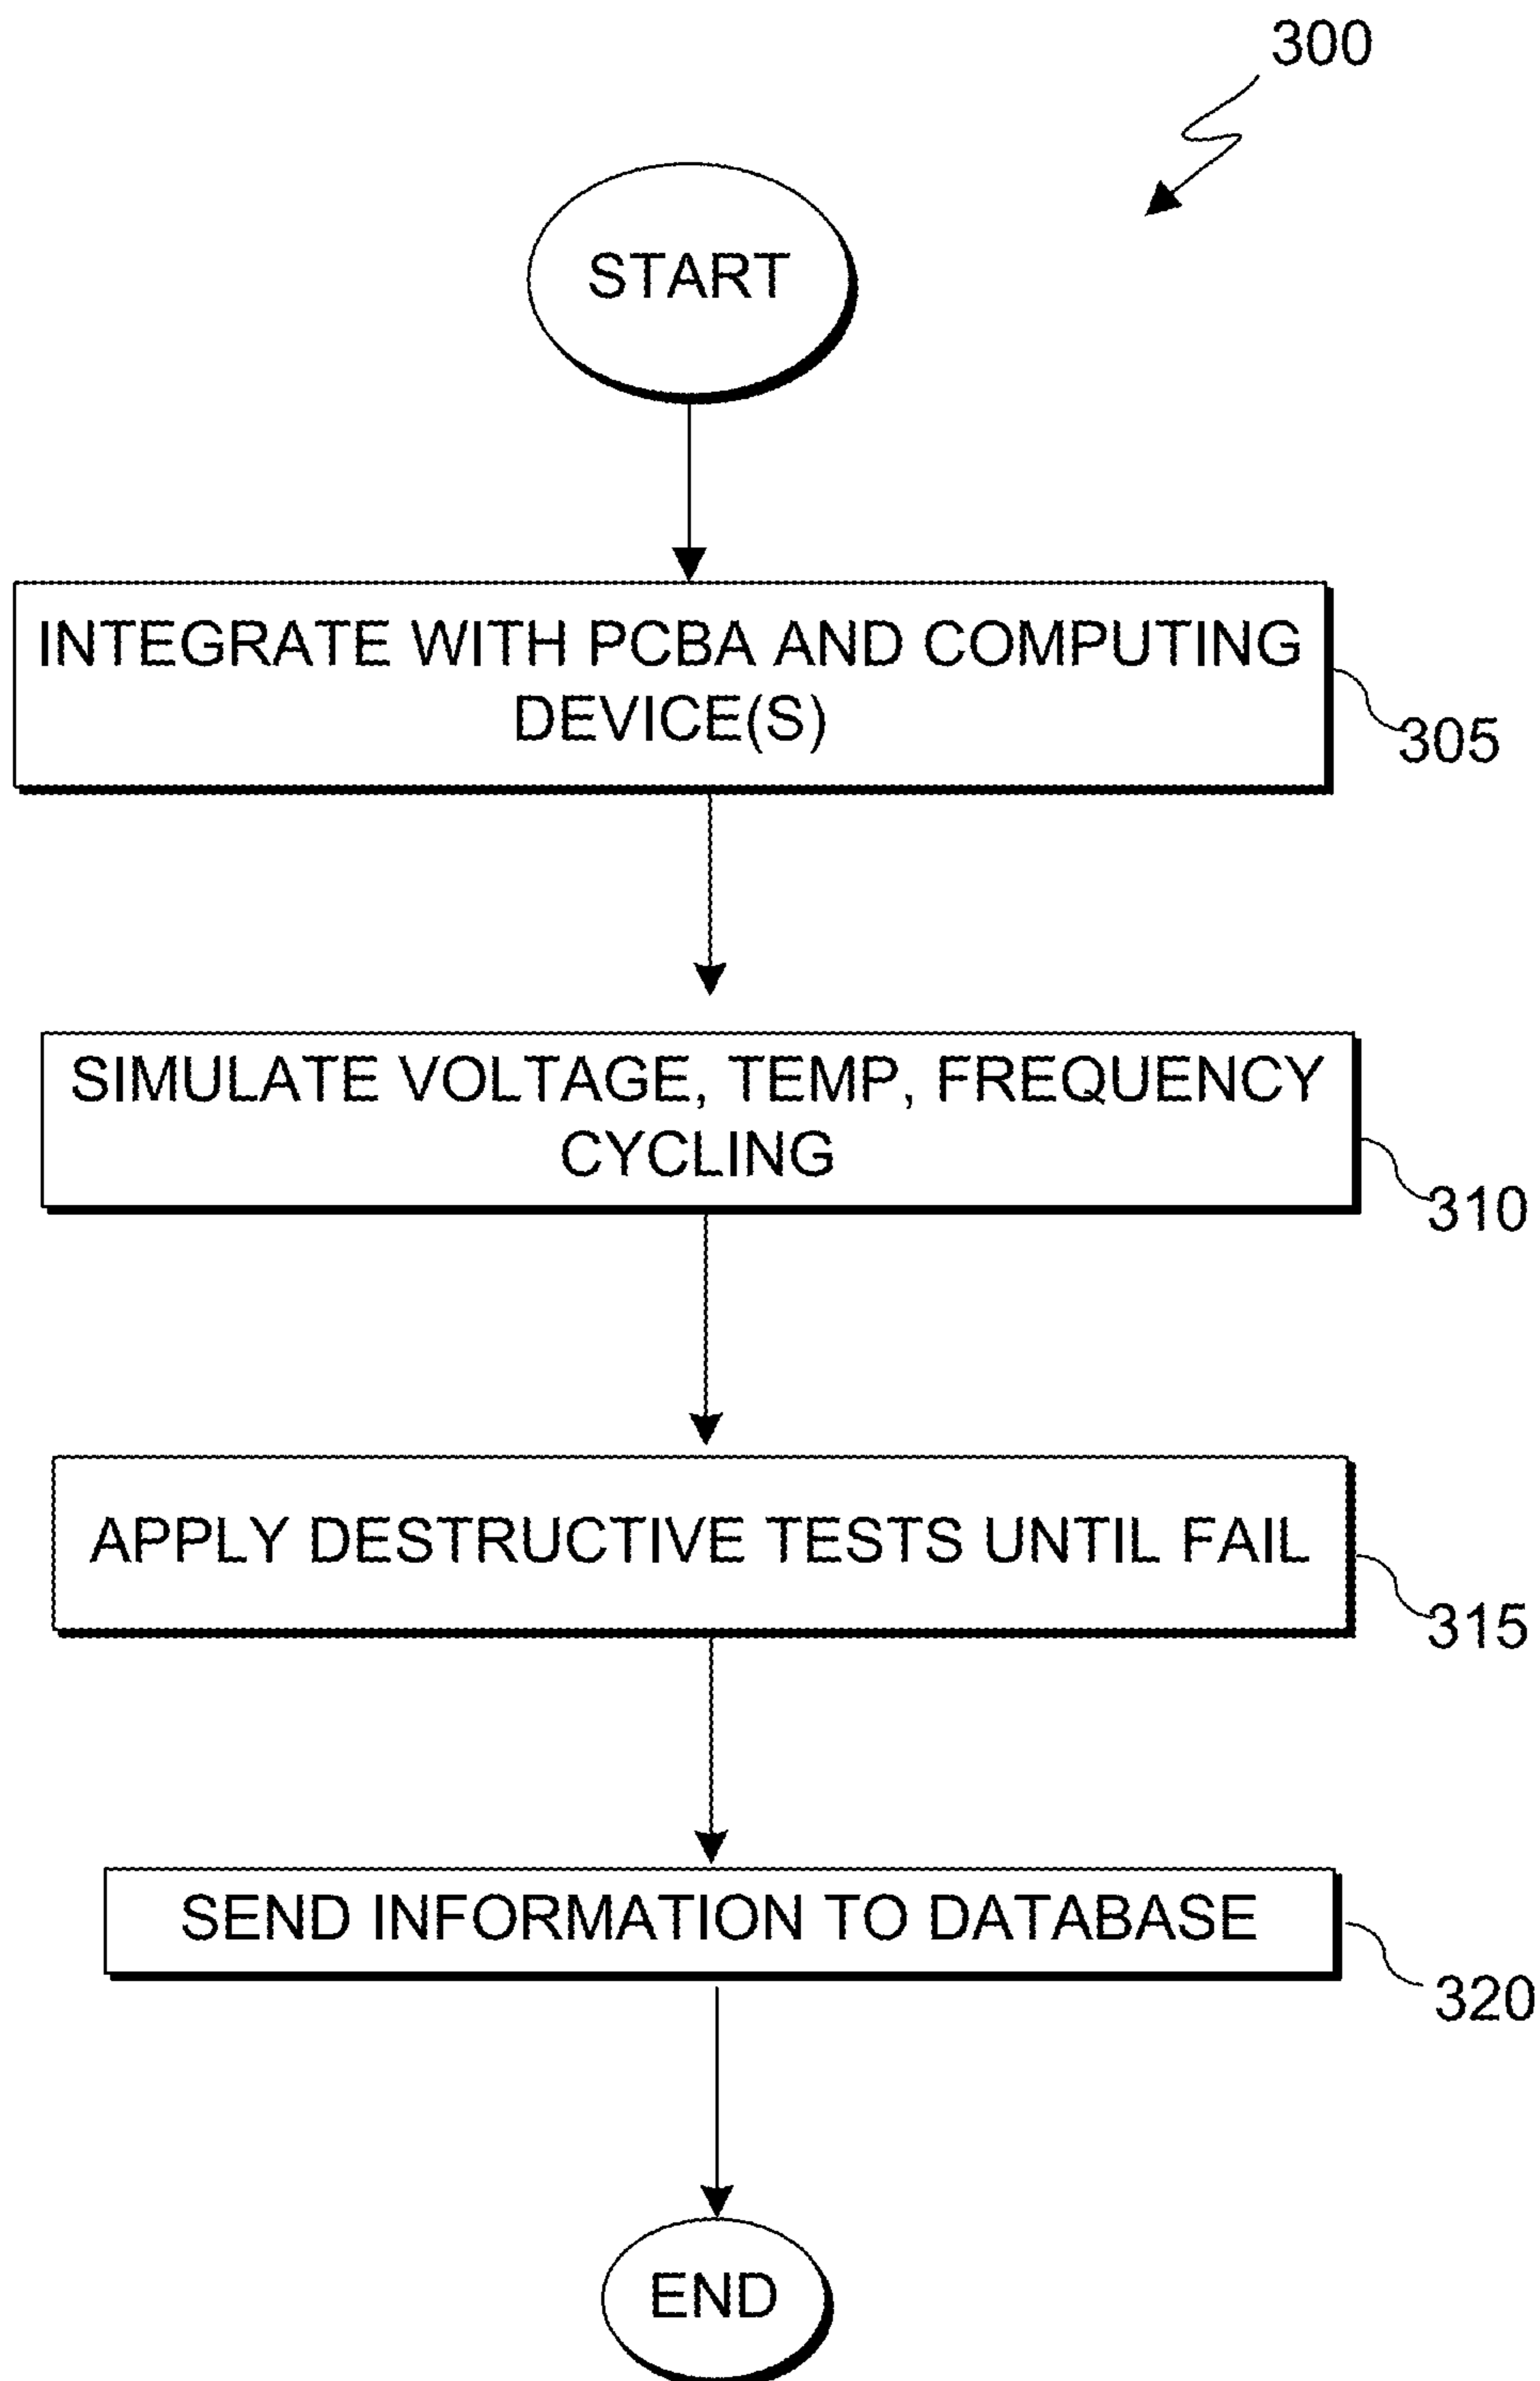 300
START
INTEGRATE WITH PCBA AND COMPUTING
DEVICE(S)
305
SIMULATE VOLTAGE, TEMP, FREQUENCY
CYCLING
310
APPLY DESTRUCTIVE TESTS UNTIL FAIL
315
SEND INFORMATION TO DATABASE
320
END